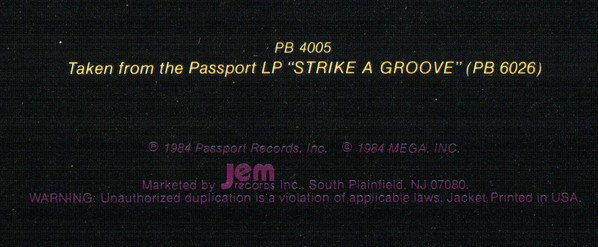 PB 4005
Taken from the Passport LP “STRIKE A GROOVE” (PB 6026)
℗ 1984 Passport Records, Inc. © 1984 MEGA, INC.
Marketed by Jem records Inc., South Plainfield, NJ 07080.
WARNING: Unauthorized duplication is a violation of applicable laws. Jacket Printed in USA.